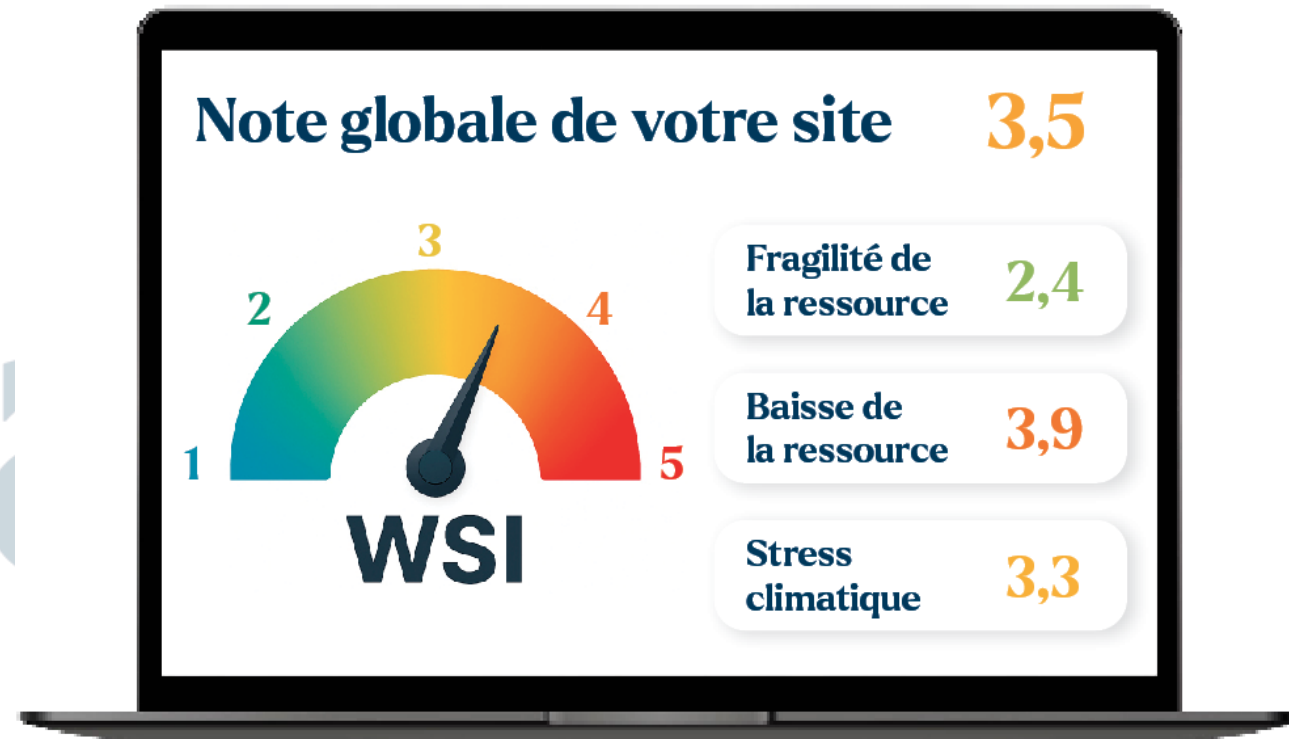 Note globale de votre site 3,5
3
2
4
1
5
WSI
Fragilité de
la ressource
2,4
Baisse de
la ressource
3,9
Stress
climatique
3,3